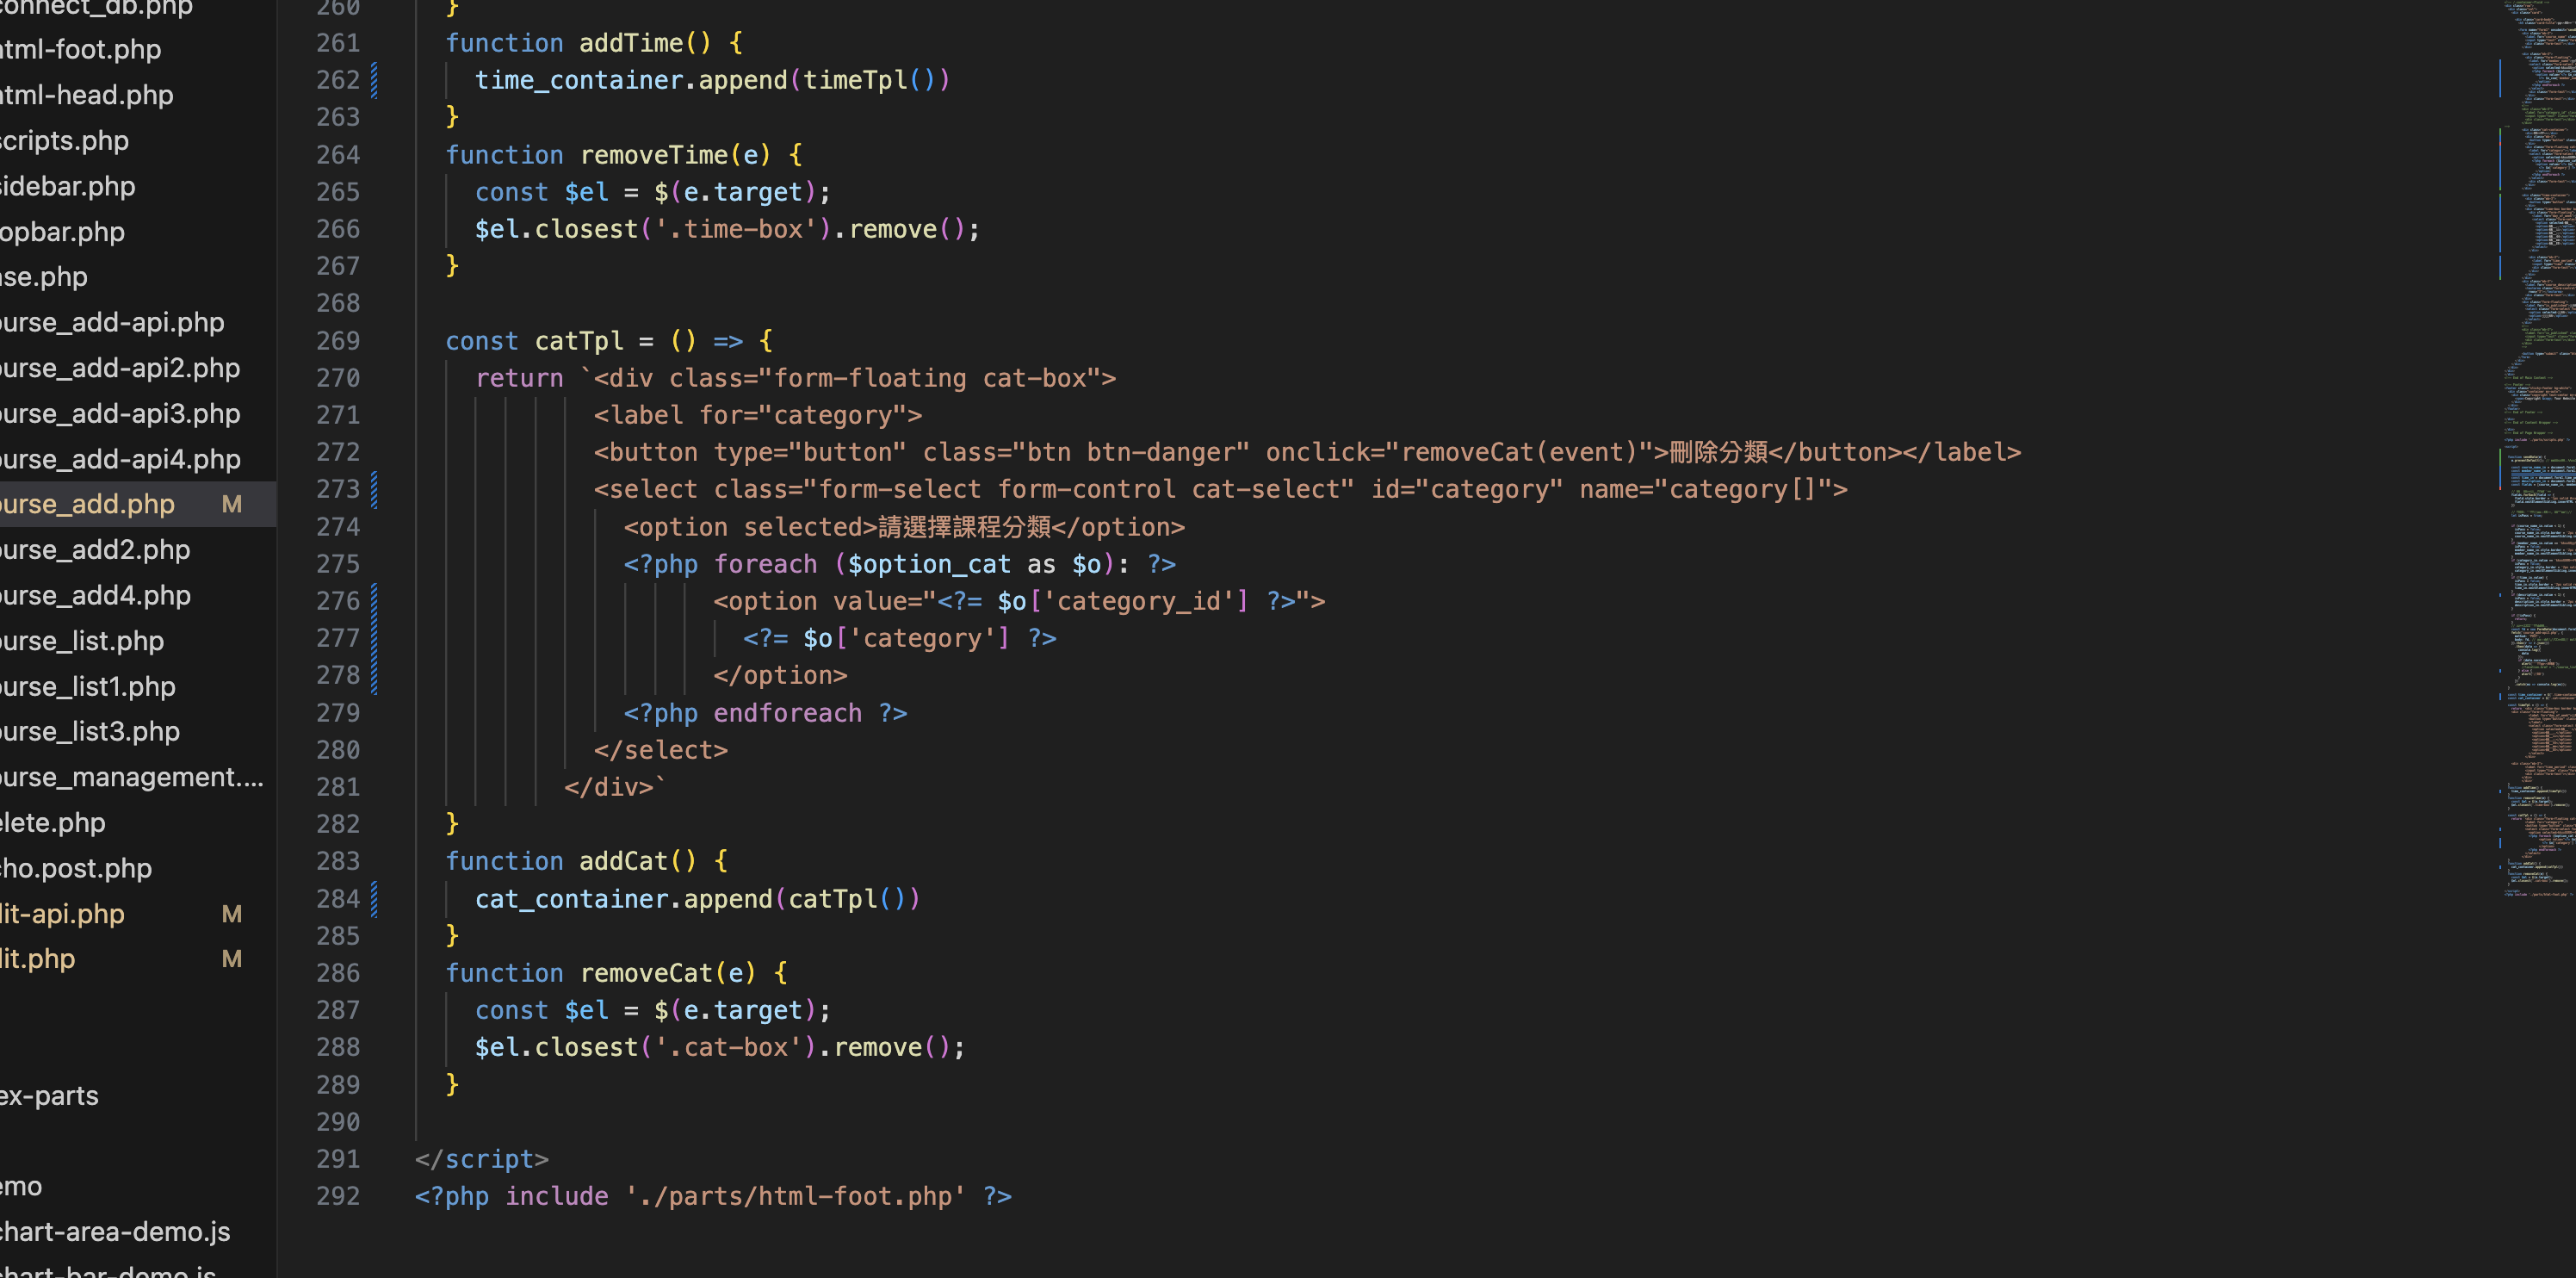 onnect_db.php
html-foot.php
html-head.php
scripts.php
sidebar.php
opbar.php
ase.php
ourse_add-api.php
ourse_add-api2.php
ourse_add-api3.php
ourse_add-api4.php
ourse_add.php M
ourse_add2.php
ourse_add4.php
ourse_list.php
ourse_list1.php
ourse_list3.php
ourse_management....
elete.php
cho.post.php
lit-api.php M
lit.php M
ex-parts
emo
chart-area-demo.js
chart-bar-demo.js
260 }
261 function addTime() {
262 time_container.append(timeTpl())
263 }
264 function removeTime(e) {
265 const $el = $(e.target);
266 $el.closest('.time-box').remove();
267 }
268
269 const catTpl = () => {
270 return `<div class="form-floating cat-box">
271 <label for="category">
272 <button type="button" class="btn btn-danger" onclick="removeCat(event)">刪除分類</button></label>
273 <select class="form-select form-control cat-select" id="category" name="category[]">
274 <option selected>請選擇課程分類</option>
275 <?php foreach ($option_cat as $o): ?>
276 <option value="<?= $o['category_id'] ?>">
277 <?= $o['category'] ?>
278 </option>
279 <?php endforeach ?>
280 </select>
281 </div>`
282 }
283 function addCat() {
284 cat_container.append(catTpl())
285 }
286 function removeCat(e) {
287 const $el = $(e.target);
288 $el.closest('.cat-box').remove();
289 }
290
291 </script>
292 <?php include './parts/html-foot.php' ?>